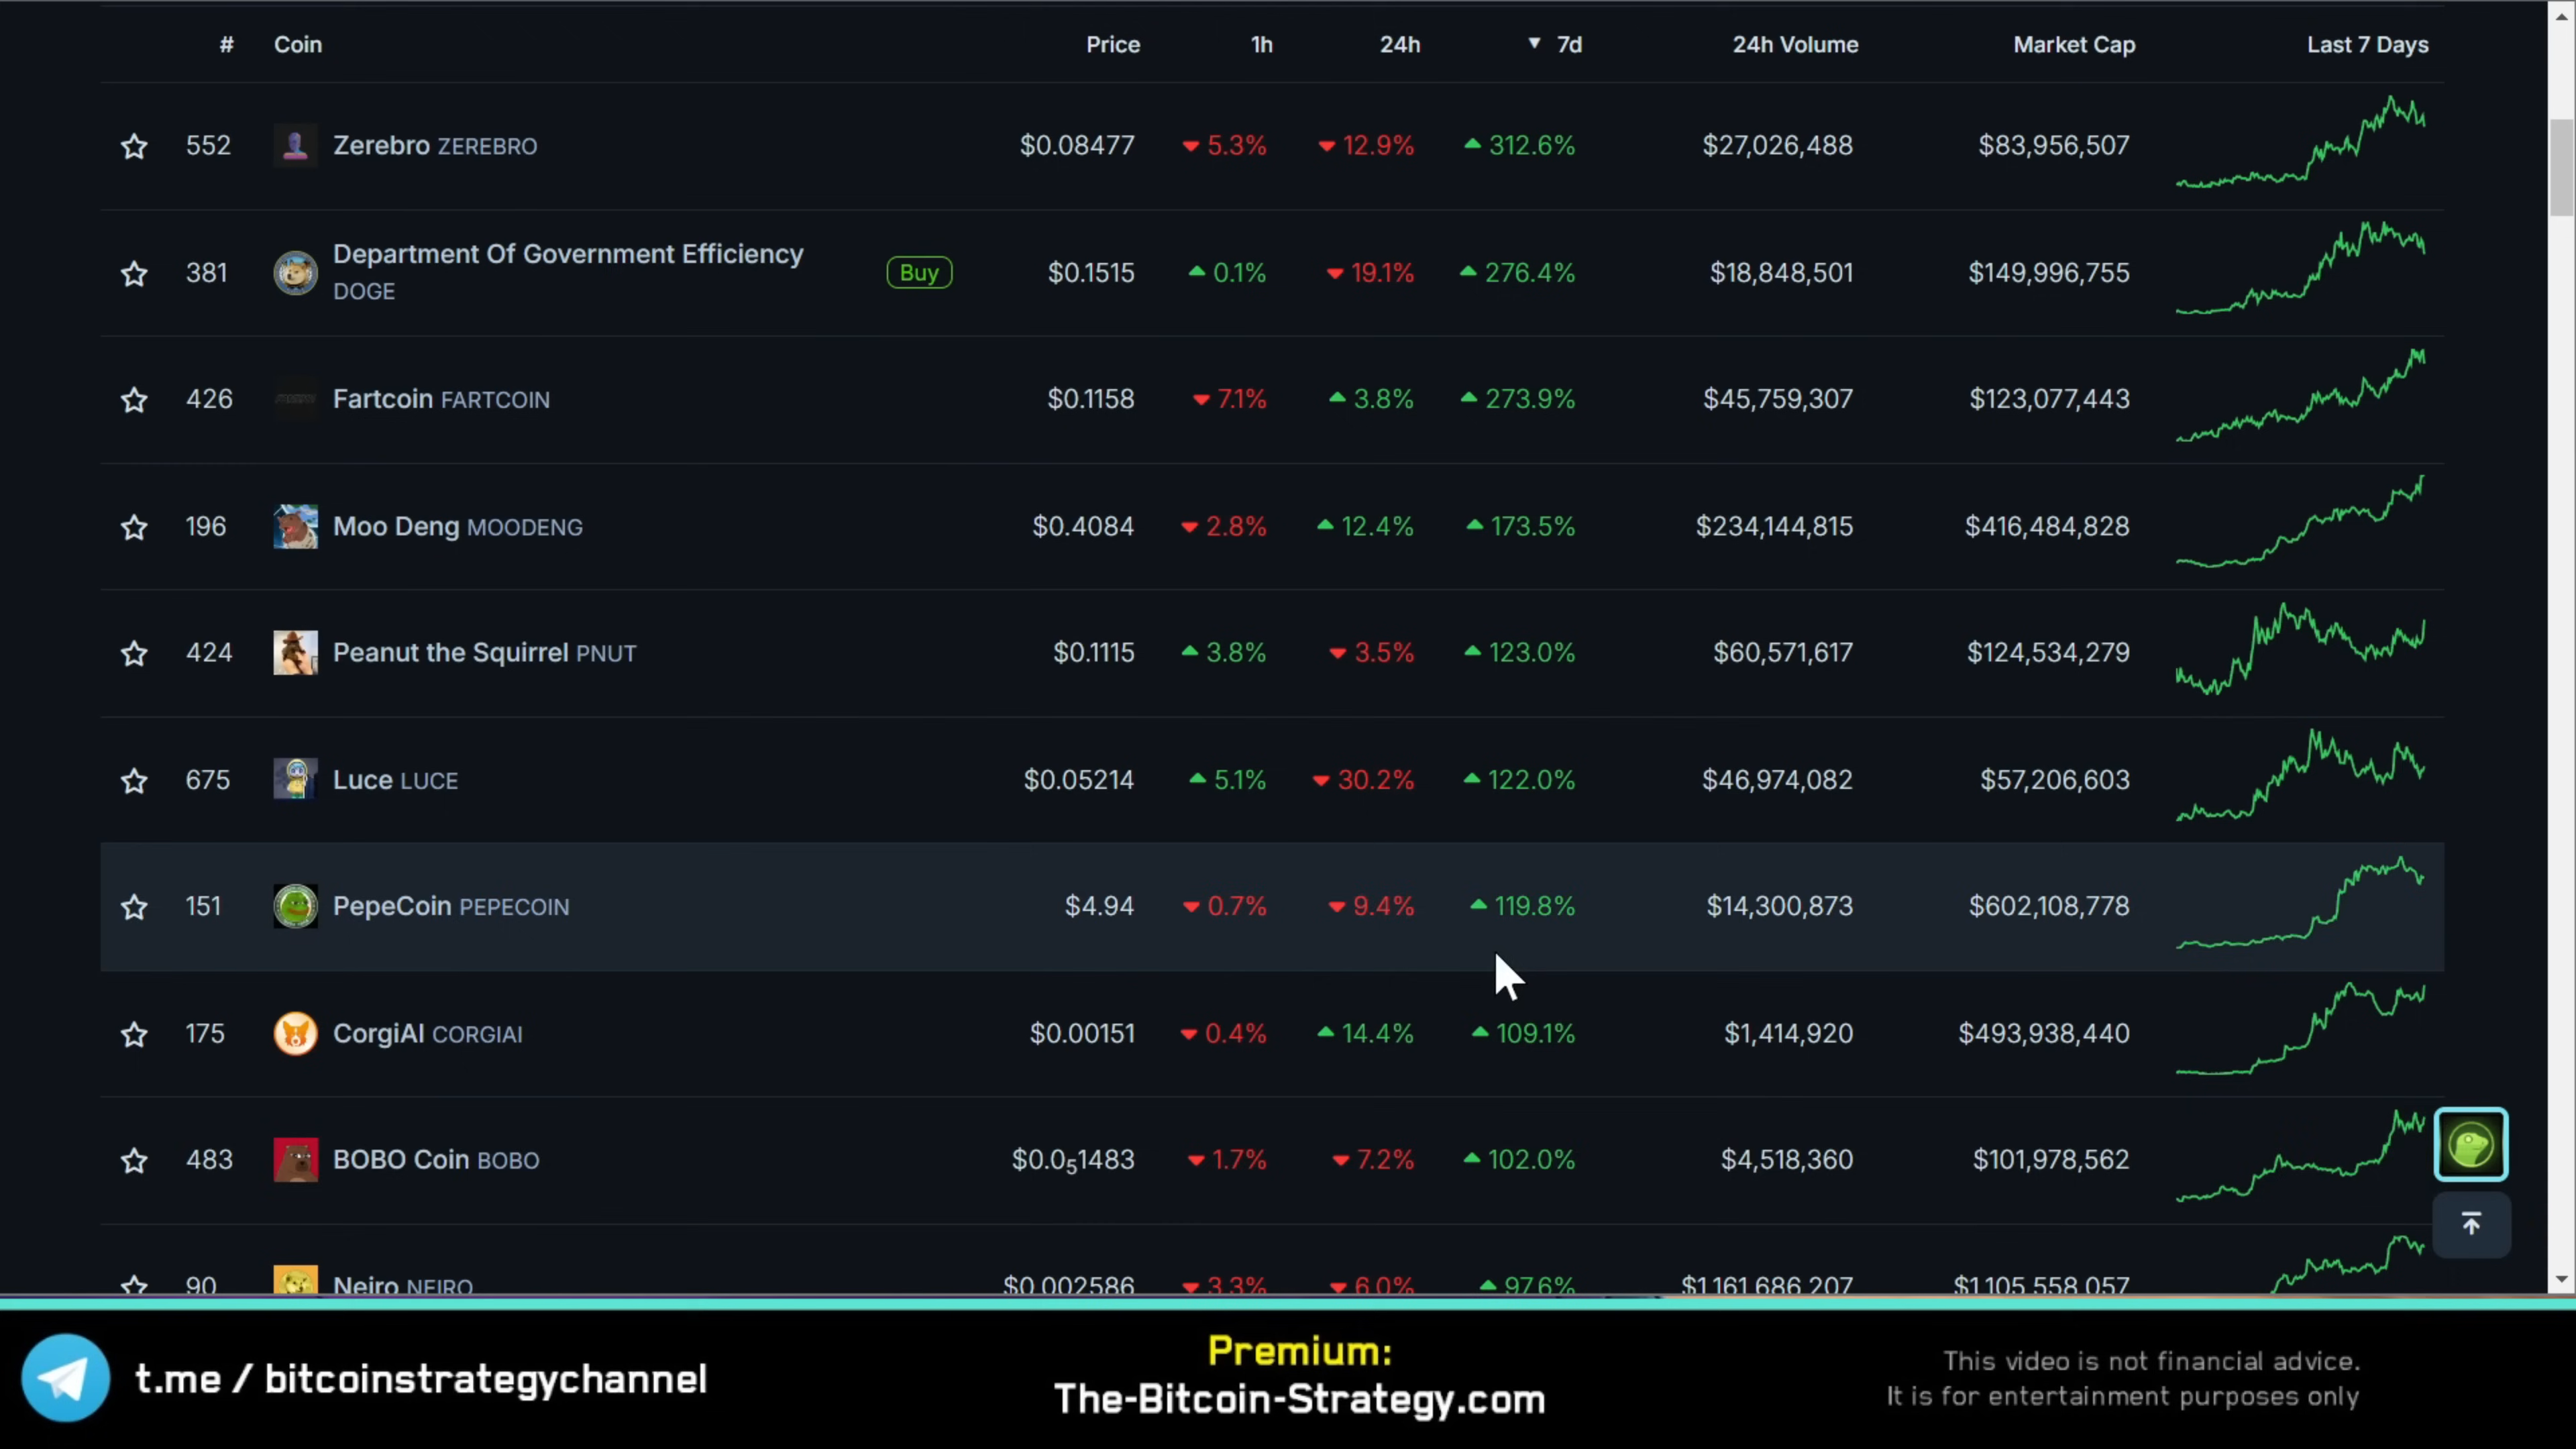 # Coin Price 1h 24h ▼ 7d 24h Volume Market Cap Last 7 Days
552 Zerebro ZEREBRO $0.08477 5.3% 12.9% 312.6% $27,026,488 $83,956,507
381 Department Of Government Efficiency DOGE Buy $0.1515 0.1% 19.1% 276.4% $18,848,501 $149,996,755
426 Fartcoin FARTCOIN $0.1158 7.1% 3.8% 273.9% $45,759,307 $123,077,443
196 Moo Deng MOODENG $0.4084 2.8% 12.4% 173.5% $234,144,815 $416,484,828
424 Peanut the Squirrel PNUT $0.1115 3.8% 3.5% 123.0% $60,571,617 $124,534,279
675 Luce LUCE $0.05214 5.1% 30.2% 122.0% $46,974,082 $57,206,603
151 PepeCoin PEPECOIN $4.94 0.7% 9.4% 119.8% $14,300,873 $602,108,778
175 CorgiAI CORGIAI $0.00151 0.4% 14.4% 109.1% $1,414,920 $493,938,440
483 BOBO Coin BOBO $0.0₅1483 1.7% 7.2% 102.0% $4,518,360 $101,978,562
90 Neiro NEIRO $0.002586 3.3% 6.0% 97.6% $1,161,686,207 $1,105,558,057
t.me / bitcoinstrategychannel
Premium:
The-Bitcoin-Strategy.com
This video is not financial advice.
It is for entertainment purposes only